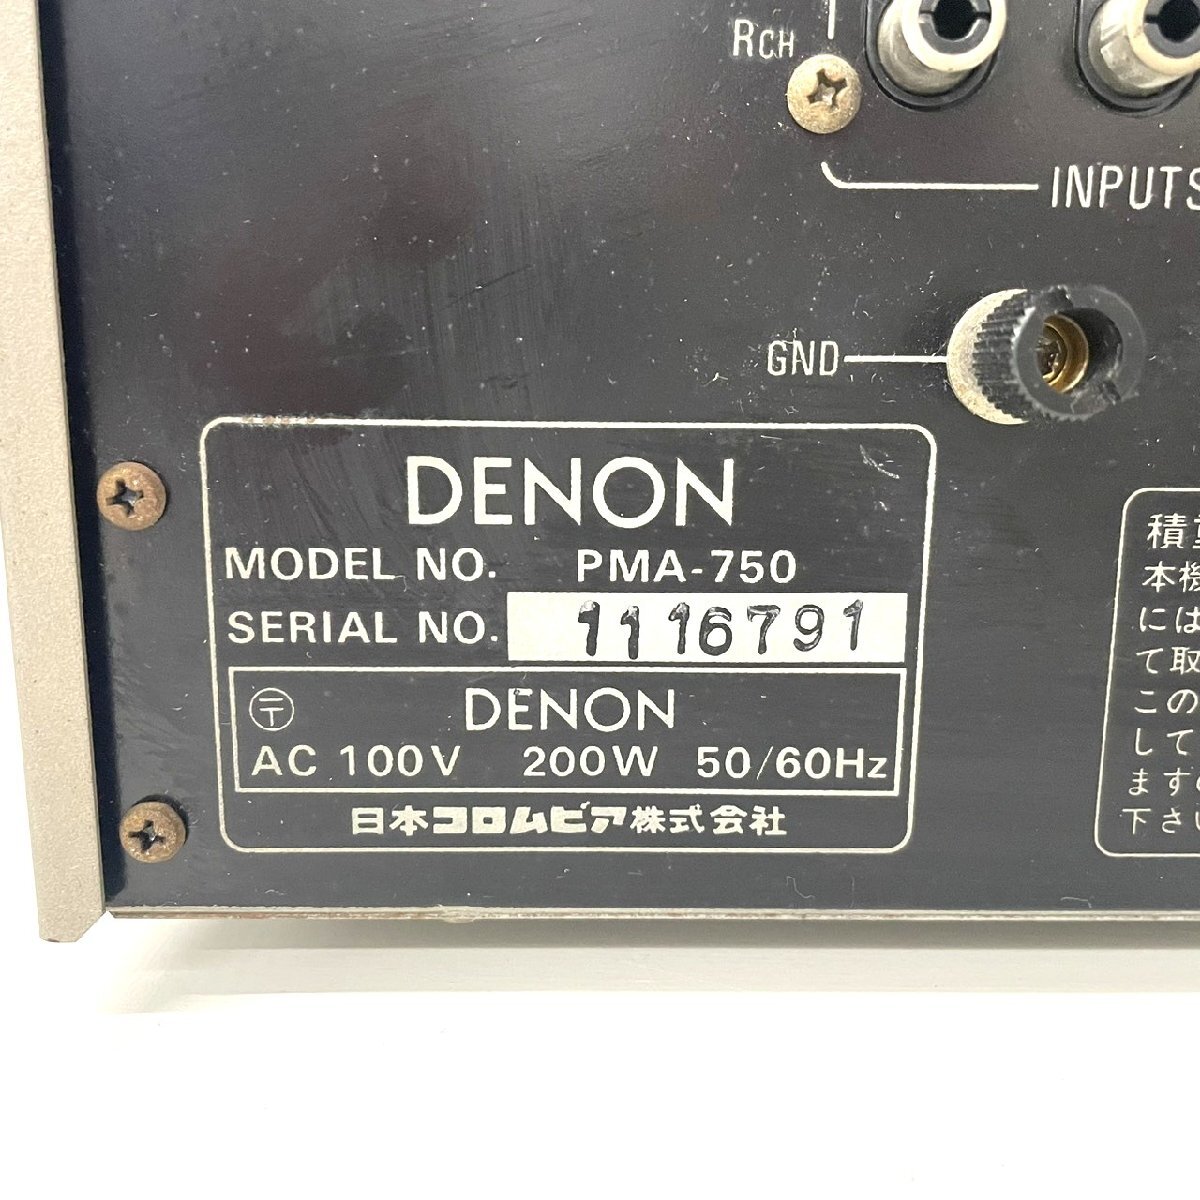 RCH
INPUTS
GND
DENON
MODEL NO. PMA-750
SERIAL NO. 1116791
〒 DENON
AC 100V 200W 50/60Hz
日本コロムビア株式会社
積
本機
には
て取
この
して
ます
下さい